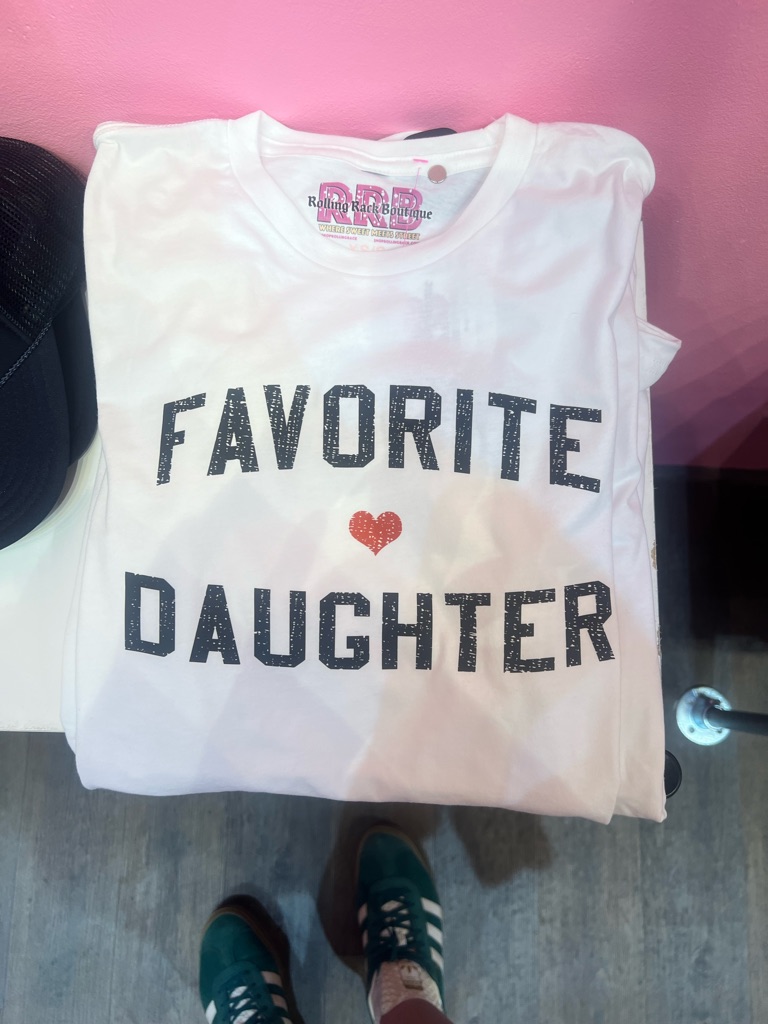 RRB
Rolling Rack Boutique
WHERE SWEET MEETS STREET
FAVORITE
DAUGHTER